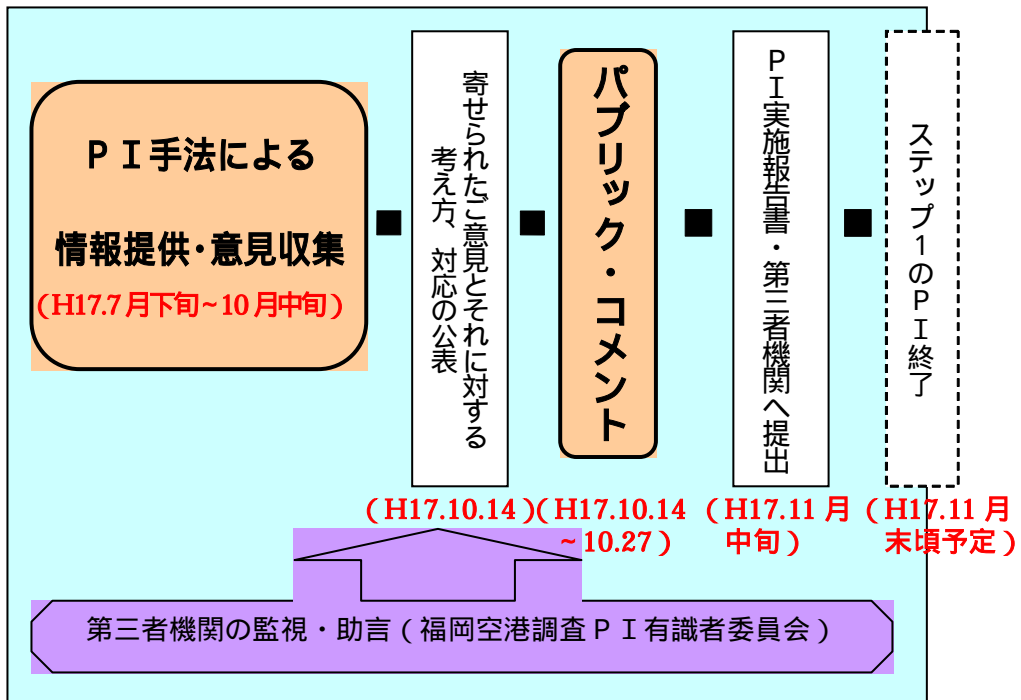 ＰＩ手法による
情報提供・意見収集
（H17.7月下旬~10月中旬）
寄せられたご意見とそれに対する
考え方、対応の公表
（H17.10.14）
パブリック・コメント
（H17.10.14
~10.27）
ＰＩ実施報告書・第三者機関へ提出
（H17.11月
中旬）
ステップ１のＰＩ終了
（H17.11月
末頃予定）
第三者機関の監視・助言（福岡空港調査ＰＩ有識者委員会）